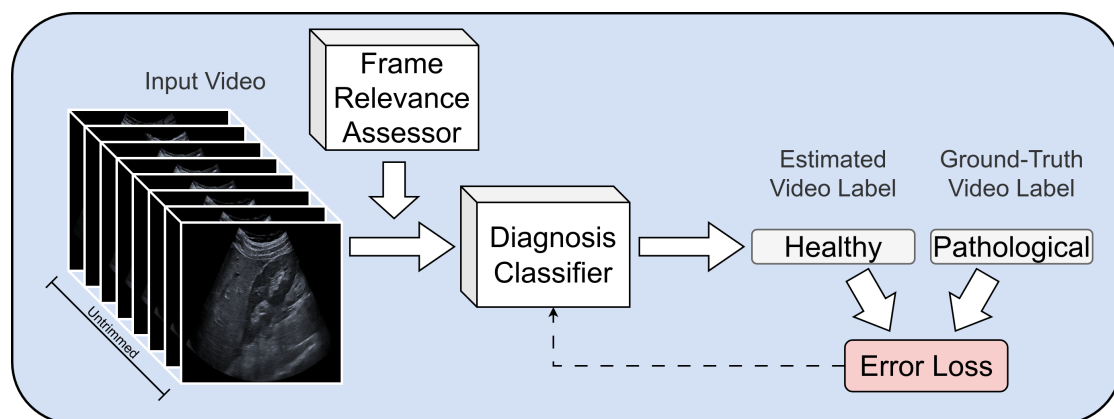 Input Video
Untrimmed
Frame
Relevance
Assessor
Diagnosis
Classifier
Estimated
Video Label
Healthy
Ground-Truth
Video Label
Pathological
Error Loss